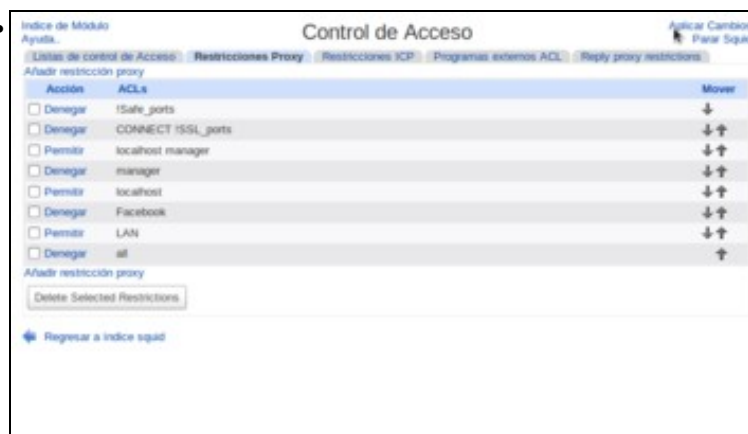 Indice de Módulo
Ayuda..
Control de Acceso
Aplicar Cambios
Parar Squid
Listas de control de Acceso
Restricciones Proxy
Restricciones ICP
Programas externos ACL
Reply proxy restrictions
Añadir restricción proxy
Acción ACLs Mover
Denegar !Safe_ports
Denegar CONNECT !SSL_ports
Permitir localhost manager
Denegar manager
Permitir localhost
Denegar Facebook
Permitir LAN
Denegar all
Añadir restricción proxy
Delete Selected Restrictions
Regresar a índice squid